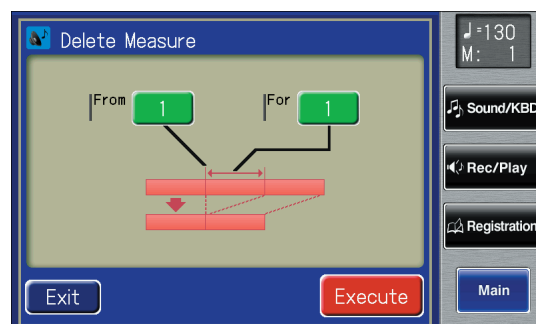 Delete Measure
From 1
For 1
Exit
Execute
♩=130
M: 1
Sound/KBD
Rec/Play
Registration
Main